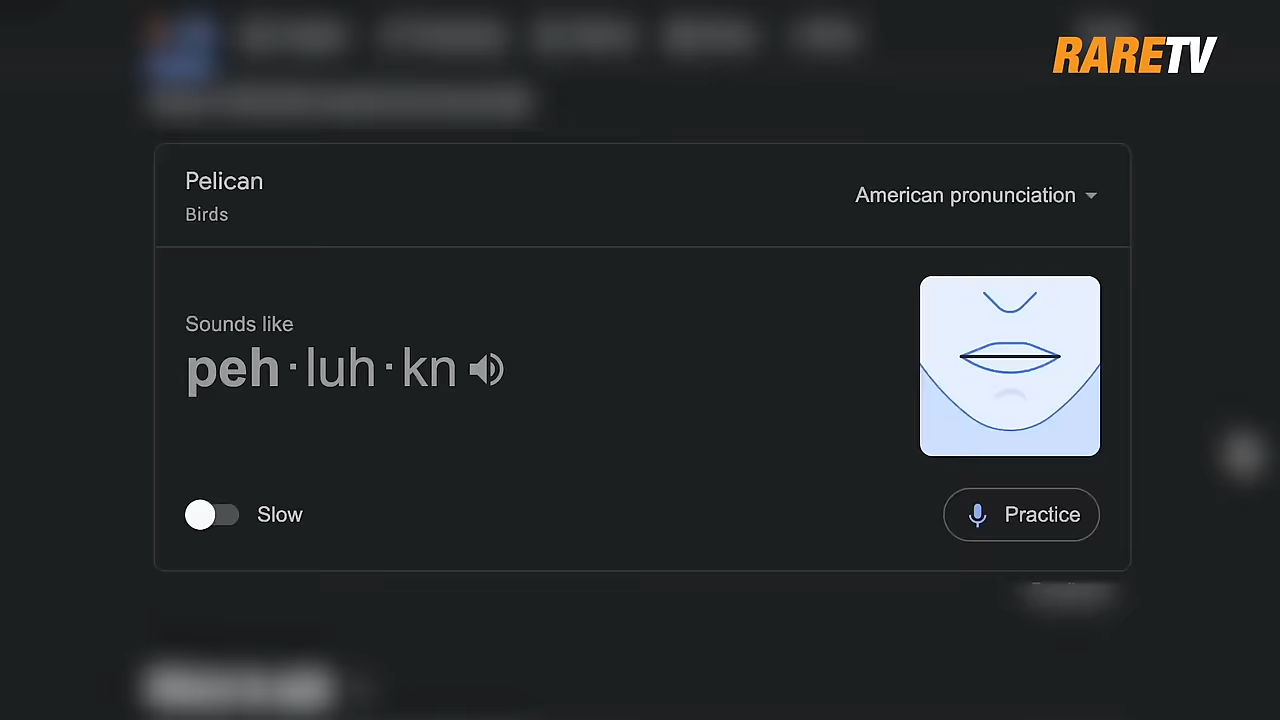 RARETV
Pelican
Birds
American pronunciation
Sounds like
peh·luh·kn
Slow
Practice